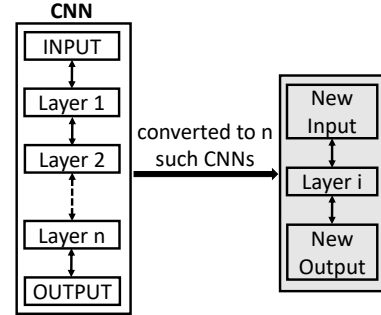 CNN
INPUT
Layer 1
Layer 2
Layer n
OUTPUT
converted to n
such CNNs
New
Input
Layer i
New
Output